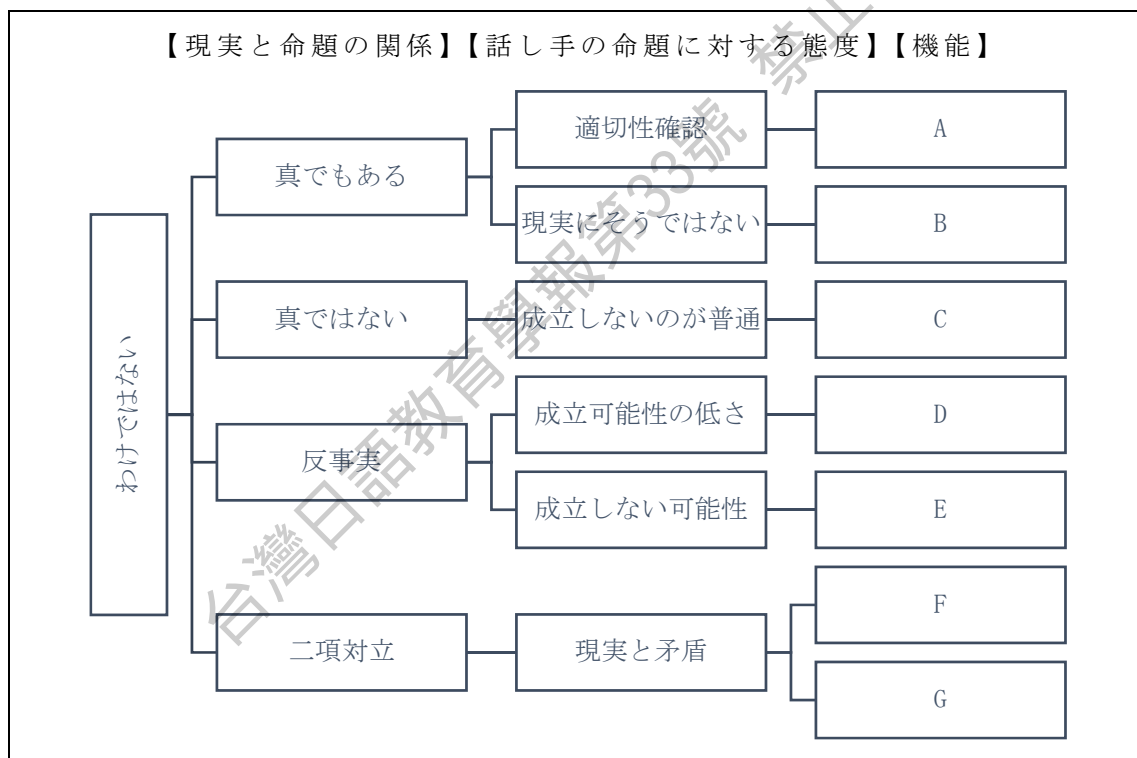 【現実と命題の関係】【話し手の命題に対する態度】【機能】
わけではない
真でもある
適切性確認
A
現実にそうではない
B
真ではない
成立しないのが普通
C
反事実
成立可能性の低さ
D
成立しない可能性
E
二項対立
現実と矛盾
F
G
台灣日語教育學報第33號 禁止